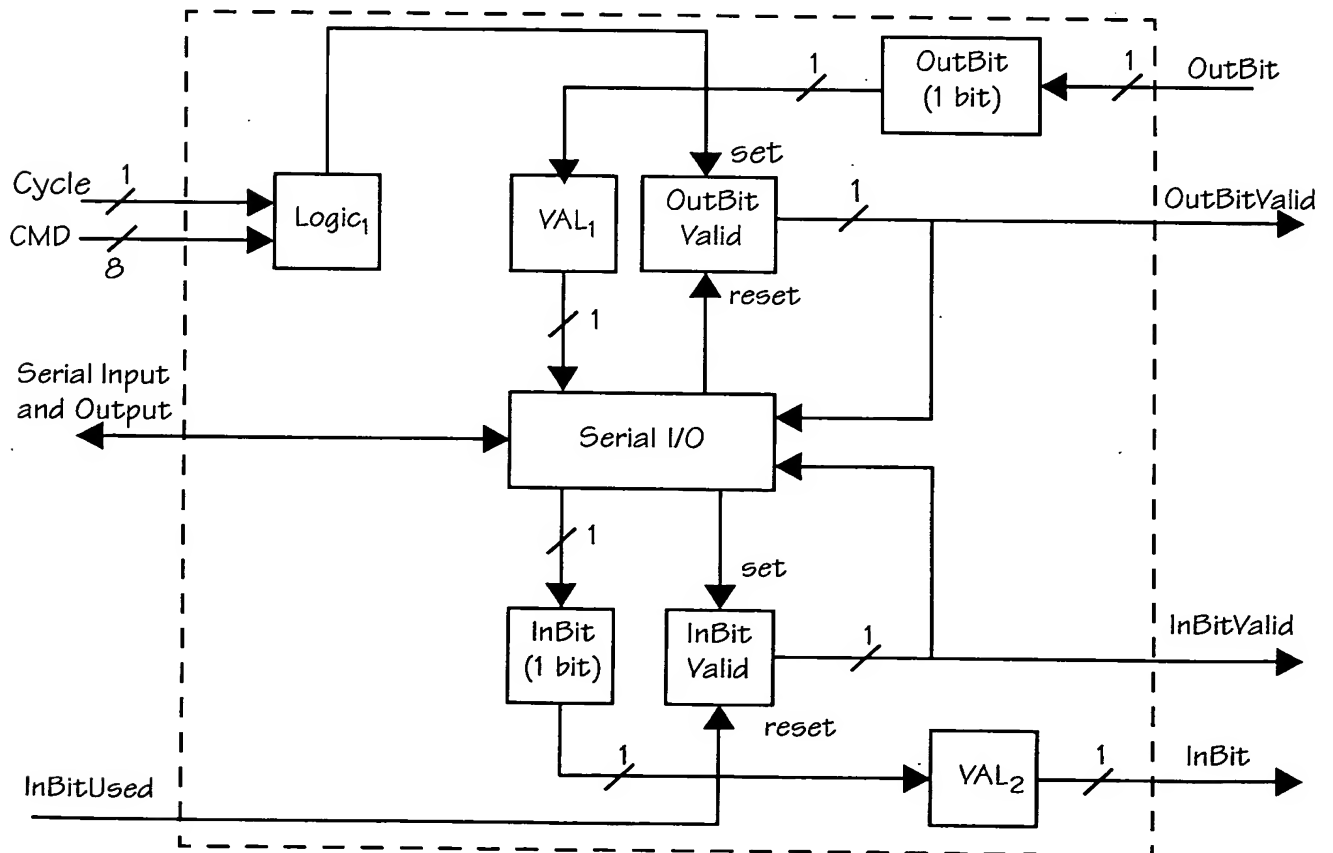 1
OutBit
(1 bit)
1
OutBit
set
Cycle
1
CMD
8
Logic1
VAL1
OutBit
Valid
1
OutBitValid
reset
1
Serial Input
and Output
Serial I/O
1
set
InBit
(1 bit)
InBit
Valid
1
InBitValid
reset
1
VAL2
1
InBit
InBitUsed